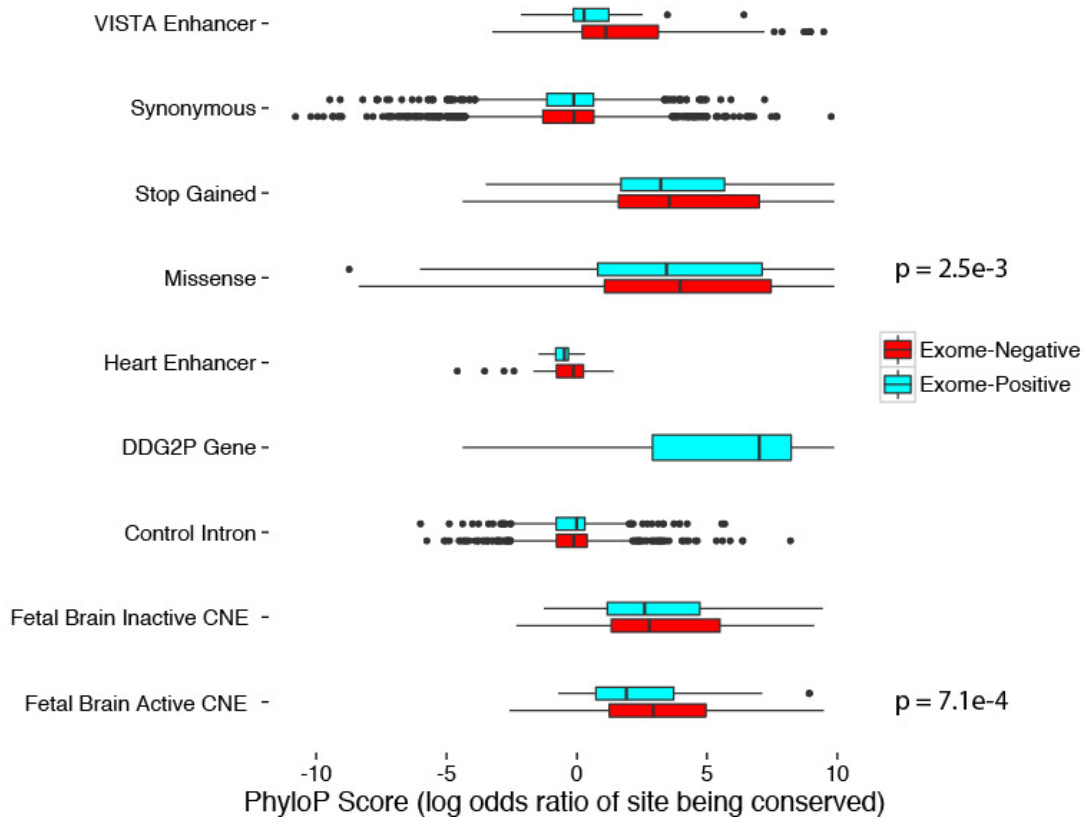 VISTA Enhancer
Synonymous
Stop Gained
Missense
p = 2.5e-3
Heart Enhancer
Exome-Negative
Exome-Positive
DDG2P Gene
Control Intron
Fetal Brain Inactive CNE
Fetal Brain Active CNE
p = 7.1e-4
-10 -5 0 5 10
PhyloP Score (log odds ratio of site being conserved)